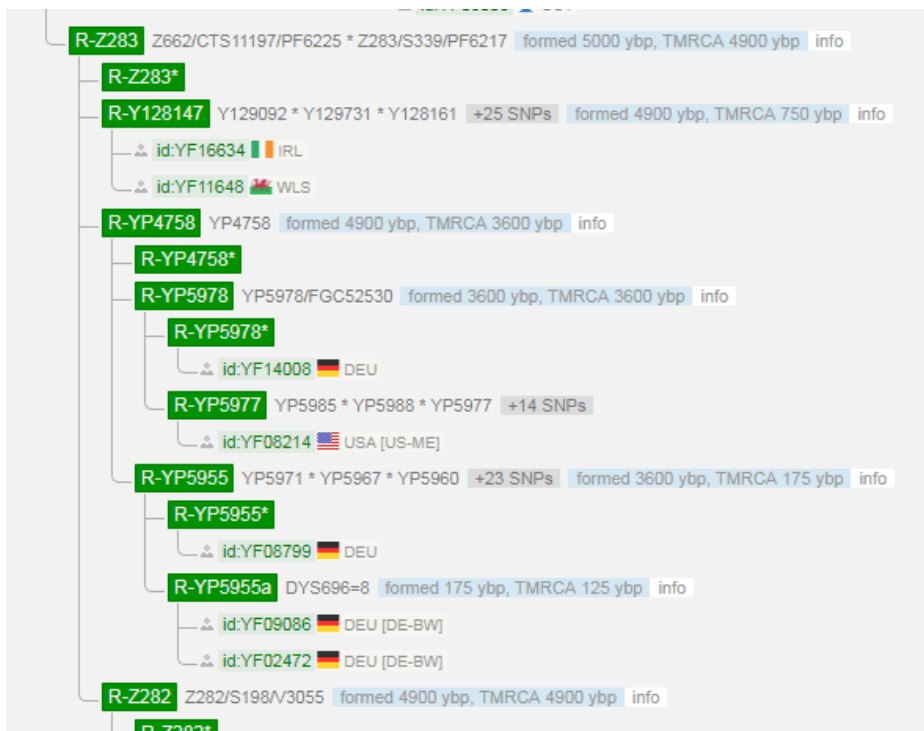 R-Z283 Z662/CTS11197/PF6225 * Z283/S339/PF6217 formed 5000 ybp, TMRCA 4900 ybp info
R-Z283*
R-Y128147 Y129092 * Y129731 * Y128161 +25 SNPs formed 4900 ybp, TMRCA 750 ybp info
id:YF16634 IRL
id:YF11648 WLS
R-YP4758 YP4758 formed 4900 ybp, TMRCA 3600 ybp info
R-YP4758*
R-YP5978 YP5978/FGC52530 formed 3600 ybp, TMRCA 3600 ybp info
R-YP5978*
id:YF14008 DEU
R-YP5977 YP5985 * YP5988 * YP5977 +14 SNPs
id:YF08214 USA [US-ME]
R-YP5955 YP5971 * YP5967 * YP5960 +23 SNPs formed 3600 ybp, TMRCA 175 ybp info
R-YP5955*
id:YF08799 DEU
R-YP5955a DYS696=8 formed 175 ybp, TMRCA 125 ybp info
id:YF09086 DEU [DE-BW]
id:YF02472 DEU [DE-BW]
R-Z282 Z282/S198/V3055 formed 4900 ybp, TMRCA 4900 ybp info
R-Z282*